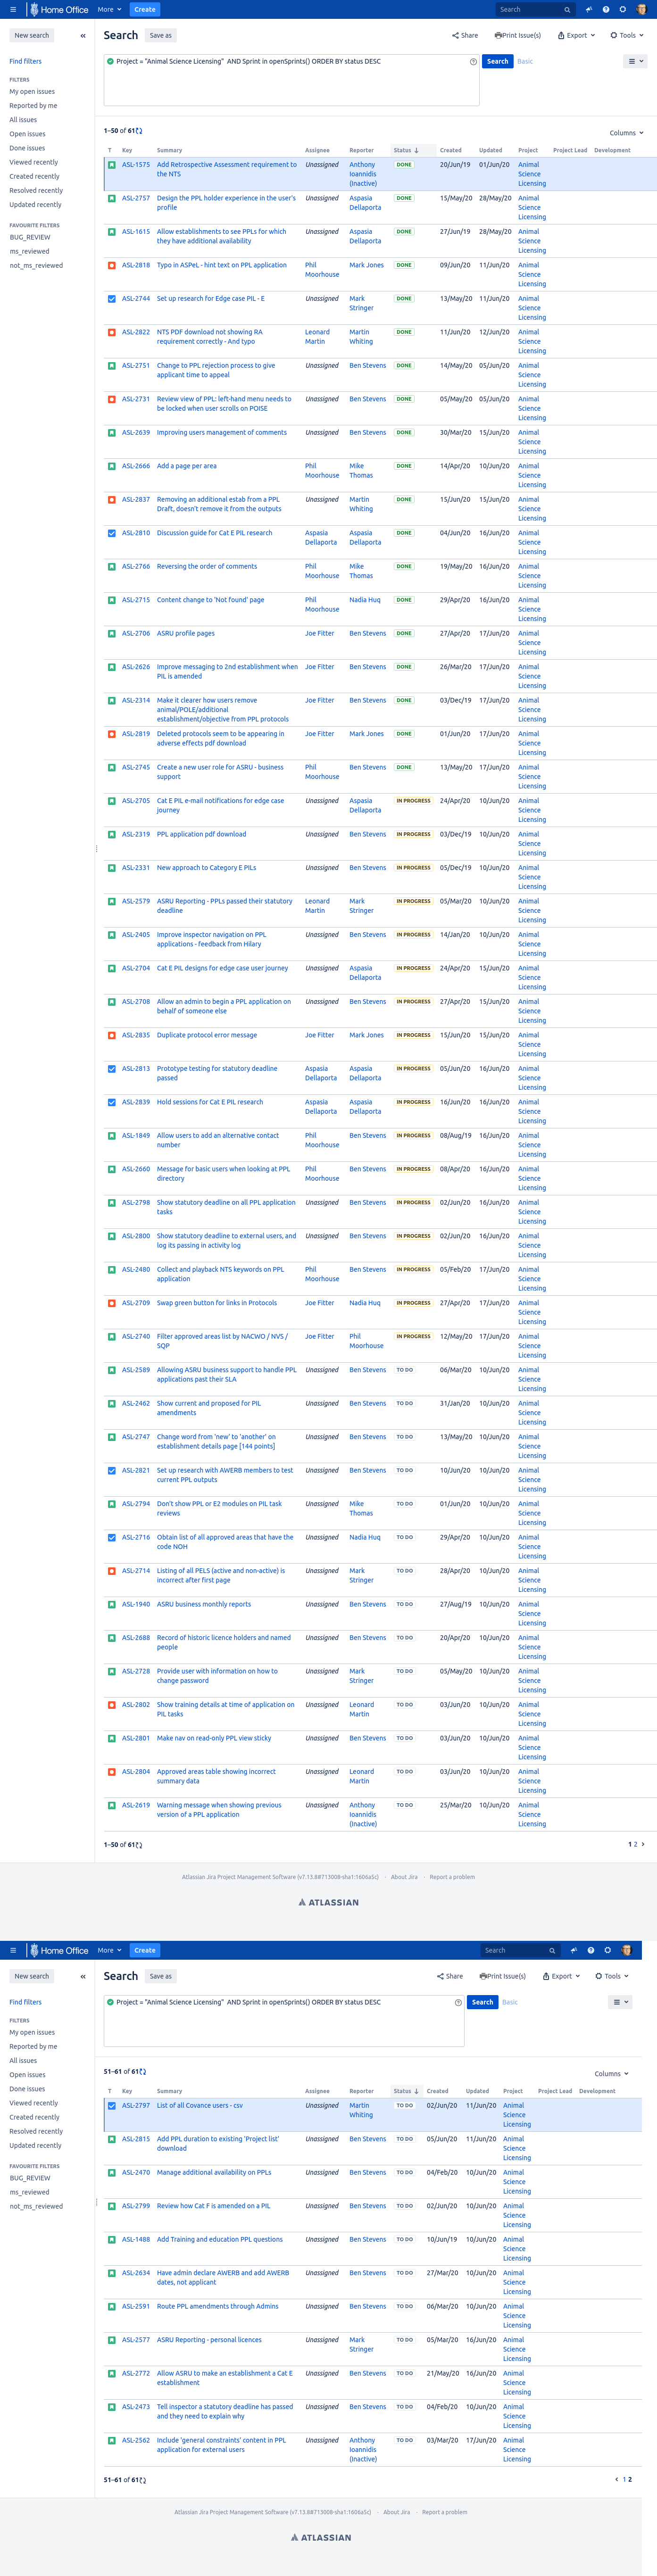 Home Office More Create Search
New search
Search Save as Share Print Issue(s) Export Tools
Find filters
Project = "Animal Science Licensing" AND Sprint in openSprints() ORDER BY status DESC
Search Basic
FILTERS
My open issues
Reported by me
All issues
Open issues
Done issues
Viewed recently
Created recently
Resolved recently
Updated recently
FAVOURITE FILTERS
BUG_REVIEW
ms_reviewed
not_ms_reviewed
1–50 of 61
Columns
T Key Summary Assignee Reporter Status Created Updated Project Project Lead Development
ASL-1575 Add Retrospective Assessment requirement to the NTS Unassigned Anthony Ioannidis (Inactive) DONE 20/Jun/19 01/Jun/20 Animal Science Licensing
ASL-2757 Design the PPL holder experience in the user's profile Unassigned Aspasia Dellaporta DONE 15/May/20 28/May/20 Animal Science Licensing
ASL-1615 Allow establishments to see PPLs for which they have additional availability Unassigned Aspasia Dellaporta DONE 27/Jun/19 28/May/20 Animal Science Licensing
ASL-2818 Typo in ASPeL - hint text on PPL application Phil Moorhouse Mark Jones DONE 09/Jun/20 11/Jun/20 Animal Science Licensing
ASL-2744 Set up research for Edge case PIL - E Unassigned Mark Stringer DONE 13/May/20 11/Jun/20 Animal Science Licensing
ASL-2822 NTS PDF download not showing RA requirement correctly - And typo Leonard Martin Martin Whiting DONE 11/Jun/20 12/Jun/20 Animal Science Licensing
ASL-2751 Change to PPL rejection process to give applicant time to appeal Unassigned Ben Stevens DONE 14/May/20 05/Jun/20 Animal Science Licensing
ASL-2731 Review view of PPL: left-hand menu needs to be locked when user scrolls on POISE Unassigned Ben Stevens DONE 05/May/20 05/Jun/20 Animal Science Licensing
ASL-2639 Improving users management of comments Unassigned Ben Stevens DONE 30/Mar/20 15/Jun/20 Animal Science Licensing
ASL-2666 Add a page per area Phil Moorhouse Mike Thomas DONE 14/Apr/20 10/Jun/20 Animal Science Licensing
ASL-2837 Removing an additional estab from a PPL Draft, doesn't remove it from the outputs Unassigned Martin Whiting DONE 15/Jun/20 15/Jun/20 Animal Science Licensing
ASL-2810 Discussion guide for Cat E PIL research Aspasia Dellaporta Aspasia Dellaporta DONE 04/Jun/20 16/Jun/20 Animal Science Licensing
ASL-2766 Reversing the order of comments Phil Moorhouse Mike Thomas DONE 19/May/20 16/Jun/20 Animal Science Licensing
ASL-2715 Content change to 'Not found' page Phil Moorhouse Nadia Huq DONE 29/Apr/20 16/Jun/20 Animal Science Licensing
ASL-2706 ASRU profile pages Joe Fitter Ben Stevens DONE 27/Apr/20 17/Jun/20 Animal Science Licensing
ASL-2626 Improve messaging to 2nd establishment when PIL is amended Joe Fitter Ben Stevens DONE 26/Mar/20 17/Jun/20 Animal Science Licensing
ASL-2314 Make it clearer how users remove animal/POLE/additional establishment/objective from PPL protocols Joe Fitter Ben Stevens DONE 03/Dec/19 17/Jun/20 Animal Science Licensing
ASL-2819 Deleted protocols seem to be appearing in adverse effects pdf download Joe Fitter Mark Jones DONE 01/Jun/20 17/Jun/20 Animal Science Licensing
ASL-2745 Create a new user role for ASRU - business support Phil Moorhouse Ben Stevens DONE 13/May/20 17/Jun/20 Animal Science Licensing
ASL-2705 Cat E PIL e-mail notifications for edge case journey Unassigned Aspasia Dellaporta IN PROGRESS 24/Apr/20 10/Jun/20 Animal Science Licensing
ASL-2319 PPL application pdf download Unassigned Ben Stevens IN PROGRESS 03/Dec/19 10/Jun/20 Animal Science Licensing
ASL-2331 New approach to Category E PILs Unassigned Ben Stevens IN PROGRESS 05/Dec/19 10/Jun/20 Animal Science Licensing
ASL-2579 ASRU Reporting - PPLs passed their statutory deadline Leonard Martin Mark Stringer IN PROGRESS 05/Mar/20 10/Jun/20 Animal Science Licensing
ASL-2405 Improve inspector navigation on PPL applications - feedback from Hilary Unassigned Ben Stevens IN PROGRESS 14/Jan/20 10/Jun/20 Animal Science Licensing
ASL-2704 Cat E PIL designs for edge case user journey Unassigned Aspasia Dellaporta IN PROGRESS 24/Apr/20 15/Jun/20 Animal Science Licensing
ASL-2708 Allow an admin to begin a PPL application on behalf of someone else Unassigned Ben Stevens IN PROGRESS 27/Apr/20 15/Jun/20 Animal Science Licensing
ASL-2835 Duplicate protocol error message Joe Fitter Mark Jones IN PROGRESS 15/Jun/20 15/Jun/20 Animal Science Licensing
ASL-2813 Prototype testing for statutory deadline passed Aspasia Dellaporta Aspasia Dellaporta IN PROGRESS 05/Jun/20 16/Jun/20 Animal Science Licensing
ASL-2839 Hold sessions for Cat E PIL research Aspasia Dellaporta Aspasia Dellaporta IN PROGRESS 16/Jun/20 16/Jun/20 Animal Science Licensing
ASL-1849 Allow users to add an alternative contact number Phil Moorhouse Ben Stevens IN PROGRESS 08/Aug/19 16/Jun/20 Animal Science Licensing
ASL-2660 Message for basic users when looking at PPL directory Phil Moorhouse Ben Stevens IN PROGRESS 08/Apr/20 16/Jun/20 Animal Science Licensing
ASL-2798 Show statutory deadline on all PPL application tasks Unassigned Ben Stevens IN PROGRESS 02/Jun/20 16/Jun/20 Animal Science Licensing
ASL-2800 Show statutory deadline to external users, and log its passing in activity log Unassigned Ben Stevens IN PROGRESS 02/Jun/20 16/Jun/20 Animal Science Licensing
ASL-2480 Collect and playback NTS keywords on PPL application Phil Moorhouse Ben Stevens IN PROGRESS 05/Feb/20 17/Jun/20 Animal Science Licensing
ASL-2709 Swap green button for links in Protocols Joe Fitter Nadia Huq IN PROGRESS 27/Apr/20 17/Jun/20 Animal Science Licensing
ASL-2740 Filter approved areas list by NACWO / NVS / SQP Joe Fitter Phil Moorhouse IN PROGRESS 12/May/20 17/Jun/20 Animal Science Licensing
ASL-2589 Allowing ASRU business support to handle PPL applications past their SLA Unassigned Ben Stevens TO DO 06/Mar/20 10/Jun/20 Animal Science Licensing
ASL-2462 Show current and proposed for PIL amendments Unassigned Ben Stevens TO DO 31/Jan/20 10/Jun/20 Animal Science Licensing
ASL-2747 Change word from 'new' to 'another' on establishment details page [144 points] Unassigned Ben Stevens TO DO 13/May/20 10/Jun/20 Animal Science Licensing
ASL-2821 Set up research with AWERB members to test current PPL outputs Unassigned Ben Stevens TO DO 10/Jun/20 10/Jun/20 Animal Science Licensing
ASL-2794 Don't show PPL or E2 modules on PIL task reviews Unassigned Mike Thomas TO DO 01/Jun/20 10/Jun/20 Animal Science Licensing
ASL-2716 Obtain list of all approved areas that have the code NOH Unassigned Nadia Huq TO DO 29/Apr/20 10/Jun/20 Animal Science Licensing
ASL-2714 Listing of all PELS (active and non-active) is incorrect after first page Unassigned Mark Stringer TO DO 28/Apr/20 10/Jun/20 Animal Science Licensing
ASL-1940 ASRU business monthly reports Unassigned Ben Stevens TO DO 27/Aug/19 10/Jun/20 Animal Science Licensing
ASL-2688 Record of historic licence holders and named people Unassigned Ben Stevens TO DO 20/Apr/20 10/Jun/20 Animal Science Licensing
ASL-2728 Provide user with information on how to change password Unassigned Mark Stringer TO DO 05/May/20 10/Jun/20 Animal Science Licensing
ASL-2802 Show training details at time of application on PIL tasks Unassigned Leonard Martin TO DO 03/Jun/20 10/Jun/20 Animal Science Licensing
ASL-2801 Make nav on read-only PPL view sticky Unassigned Ben Stevens TO DO 03/Jun/20 10/Jun/20 Animal Science Licensing
ASL-2804 Approved areas table showing incorrect summary data Unassigned Leonard Martin TO DO 03/Jun/20 10/Jun/20 Animal Science Licensing
ASL-2619 Warning message when showing previous version of a PPL application Unassigned Anthony Ioannidis (Inactive) TO DO 25/Mar/20 10/Jun/20 Animal Science Licensing
1–50 of 61 1 2
Atlassian Jira Project Management Software (v7.13.8#713008-sha1:1606a5c) · About Jira · Report a problem
ATLASSIAN
Home Office More Create Search
New search
Search Save as Share Print Issue(s) Export Tools
Find filters
Project = "Animal Science Licensing" AND Sprint in openSprints() ORDER BY status DESC
Search Basic
FILTERS
My open issues
Reported by me
All issues
Open issues
Done issues
Viewed recently
Created recently
Resolved recently
Updated recently
FAVOURITE FILTERS
BUG_REVIEW
ms_reviewed
not_ms_reviewed
51–61 of 61
Columns
T Key Summary Assignee Reporter Status Created Updated Project Project Lead Development
ASL-2797 List of all Covance users - csv Unassigned Martin Whiting TO DO 02/Jun/20 11/Jun/20 Animal Science Licensing
ASL-2815 Add PPL duration to existing 'Project list' download Unassigned Ben Stevens TO DO 05/Jun/20 11/Jun/20 Animal Science Licensing
ASL-2470 Manage additional availability on PPLs Unassigned Ben Stevens TO DO 04/Feb/20 10/Jun/20 Animal Science Licensing
ASL-2799 Review how Cat F is amended on a PIL Unassigned Ben Stevens TO DO 02/Jun/20 10/Jun/20 Animal Science Licensing
ASL-1488 Add Training and education PPL questions Unassigned Ben Stevens TO DO 10/Jun/19 10/Jun/20 Animal Science Licensing
ASL-2634 Have admin declare AWERB and add AWERB dates, not applicant Unassigned Ben Stevens TO DO 27/Mar/20 10/Jun/20 Animal Science Licensing
ASL-2591 Route PPL amendments through Admins Unassigned Ben Stevens TO DO 06/Mar/20 10/Jun/20 Animal Science Licensing
ASL-2577 ASRU Reporting - personal licences Unassigned Mark Stringer TO DO 05/Mar/20 16/Jun/20 Animal Science Licensing
ASL-2772 Allow ASRU to make an establishment a Cat E establishment Unassigned Ben Stevens TO DO 21/May/20 16/Jun/20 Animal Science Licensing
ASL-2473 Tell inspector a statutory deadline has passed and they need to explain why Unassigned Ben Stevens TO DO 04/Feb/20 10/Jun/20 Animal Science Licensing
ASL-2562 Include 'general constraints' content in PPL application for external users Unassigned Anthony Ioannidis (Inactive) TO DO 03/Mar/20 17/Jun/20 Animal Science Licensing
51–61 of 61 1 2
Atlassian Jira Project Management Software (v7.13.8#713008-sha1:1606a5c) · About Jira · Report a problem
ATLASSIAN